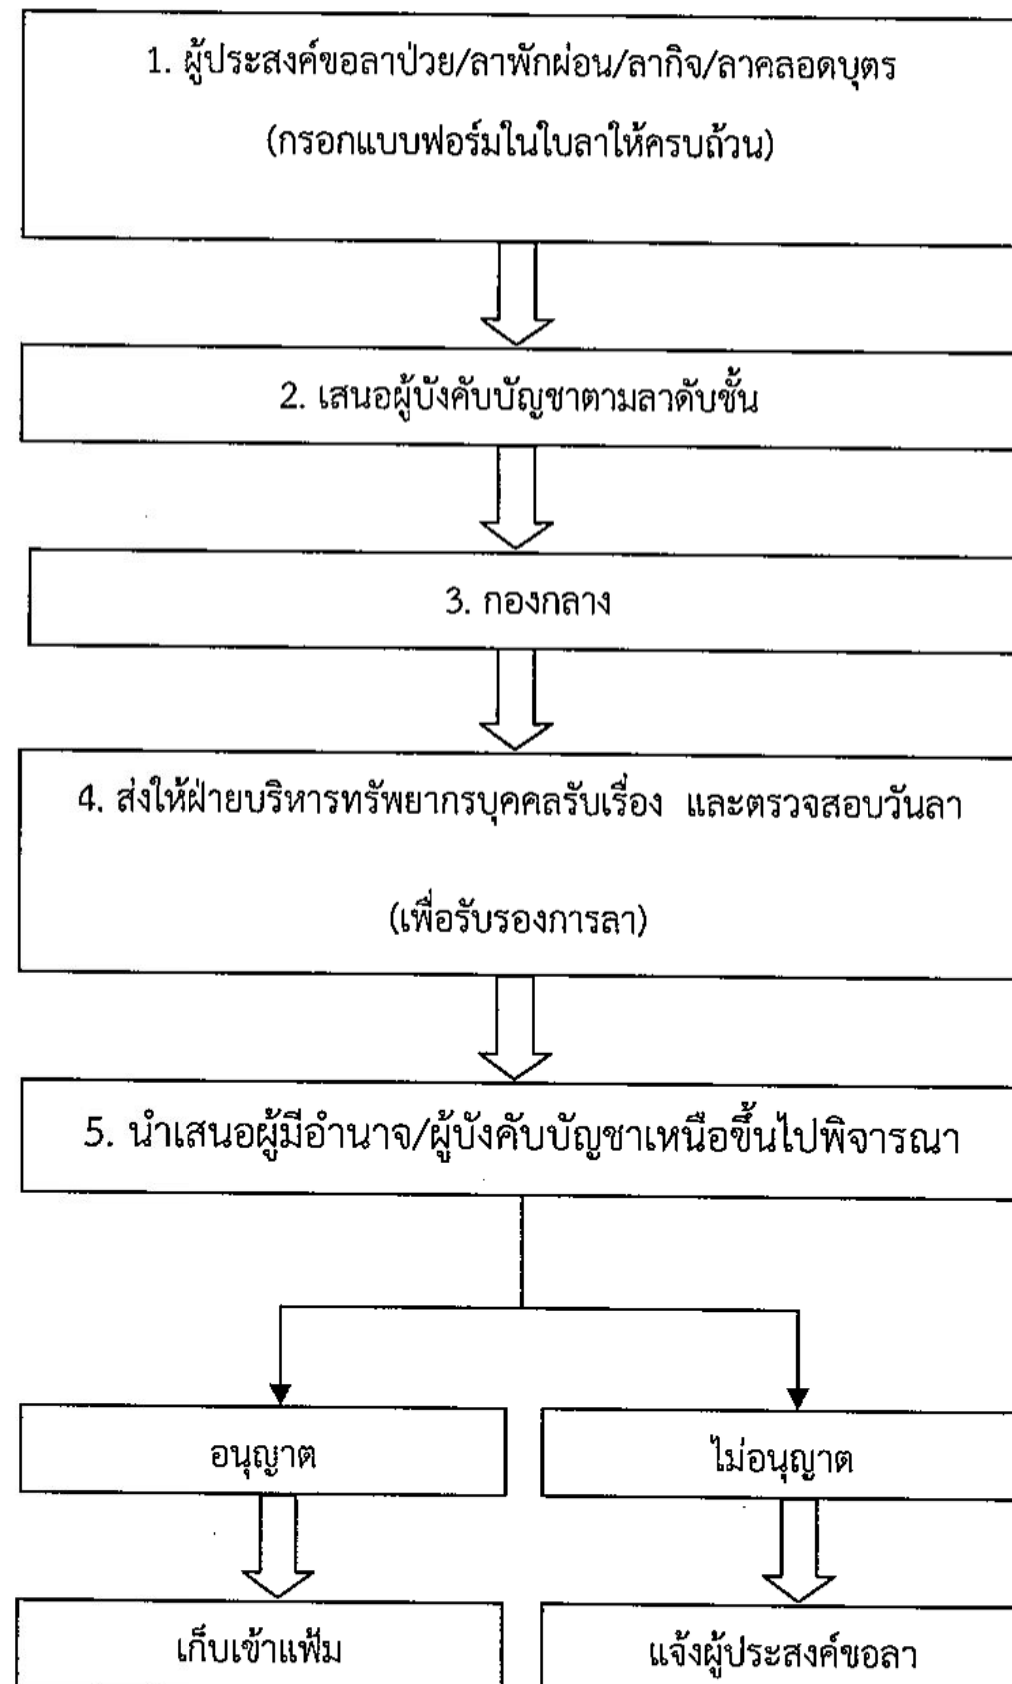 1. ผู้ประสงค์ขอลาป่วย/ลาพักผ่อน/ลากิจ/ลาคลอดบุตร
(กรอกแบบฟอร์มในใบลาให้ครบถ้วน)
2. เสนอผู้บังคับบัญชาตามลาดับชั้น
3. กองกลาง
4. ส่งให้ฝ่ายบริหารทรัพยากรบุคคลรับเรื่อง และตรวจสอบวันลา
(เพื่อรับรองการลา)
5. นำเสนอผู้มีอำนาจ/ผู้บังคับบัญชาเหนือขึ้นไปพิจารณา
อนุญาต
ไม่อนุญาต
เก็บเข้าแฟ้ม
แจ้งผู้ประสงค์ขอลา